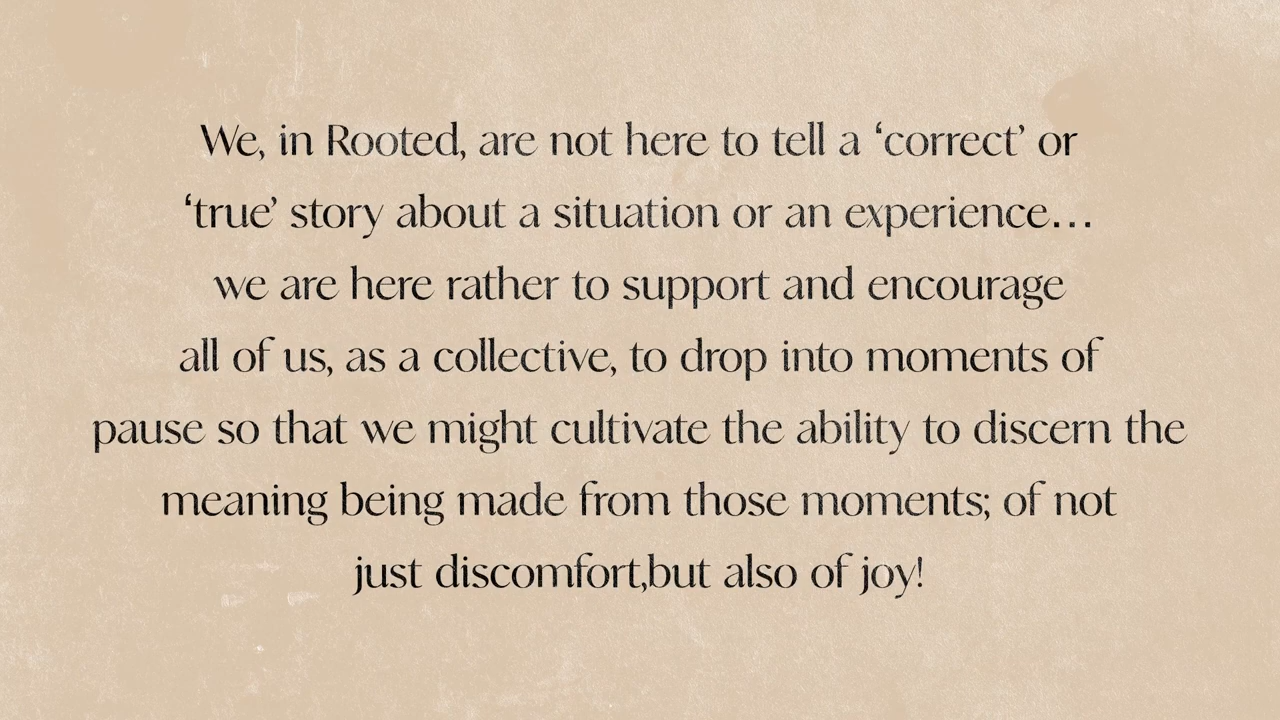 We, in Rooted, are not here to tell a ‘correct’ or
‘true’ story about a situation or an experience…
we are here rather to support and encourage
all of us, as a collective, to drop into moments of
pause so that we might cultivate the ability to discern the
meaning being made from those moments; of not
just discomfort,but also of joy!